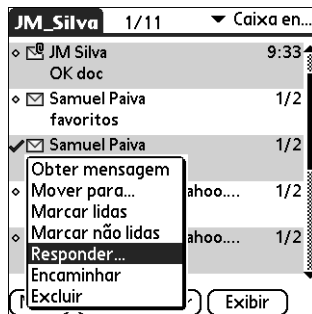 JM_Silva 1/11 Caixa en...
JM Silva 9:33
OK doc
Samuel Paiva 1/2
favoritos
Samuel Paiva 1/2
Obter mensagem
Mover para... ahoo.... 1/2
Marcar lidas
Marcar não lidas ahoo.... 1/2
Responder...
Encaminhar
Excluir Exibir